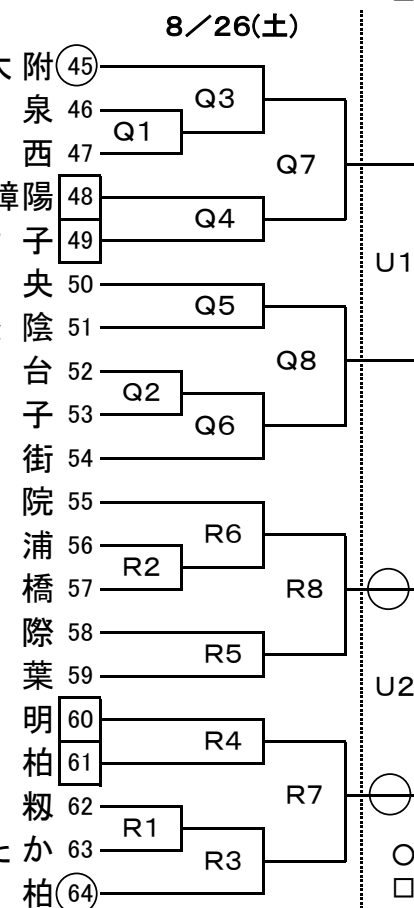 8/26(土)
大附 45
泉 46
西 47
Q1
Q3
Q7
障陽 48
子 49
Q4
U1
央 50
陰 51
Q5
Q8
台 52
子 53
Q2
街 54
Q6
院 55
浦 56
橋 57
R2
R6
R8
際 58
葉 59
R5
U2
明 60
柏 61
R4
R7
籾 62
とか 63
R1
柏 64
R3
○
□